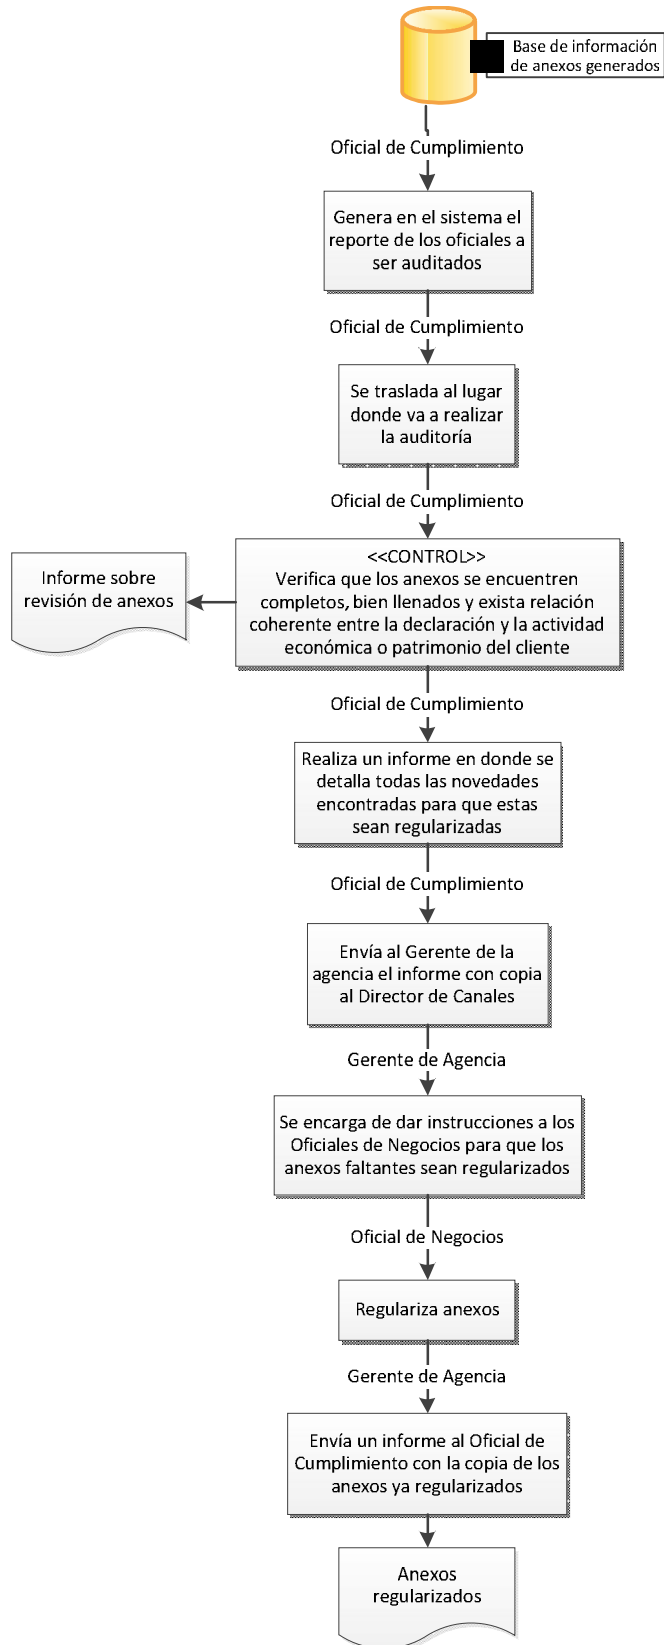 Base de información
de anexos generados
Oficial de Cumplimiento
Genera en el sistema el
reporte de los oficiales a
ser auditados
Oficial de Cumplimiento
Se traslada al lugar
donde va a realizar
la auditoría
Oficial de Cumplimiento
<<CONTROL>>
Verifica que los anexos se encuentren
completos, bien llenados y exista relación
coherente entre la declaración y la actividad
económica o patrimonio del cliente
Informe sobre
revisión de anexos
Oficial de Cumplimiento
Realiza un informe en donde se
detalla todas las novedades
encontradas para que estas
sean regularizadas
Oficial de Cumplimiento
Envía al Gerente de la
agencia el informe con copia
al Director de Canales
Gerente de Agencia
Se encarga de dar instrucciones a los
Oficiales de Negocios para que los
anexos faltantes sean regularizados
Oficial de Negocios
Regulariza anexos
Gerente de Agencia
Envía un informe al Oficial de
Cumplimiento con la copia de los
anexos ya regularizados
Anexos
regularizados